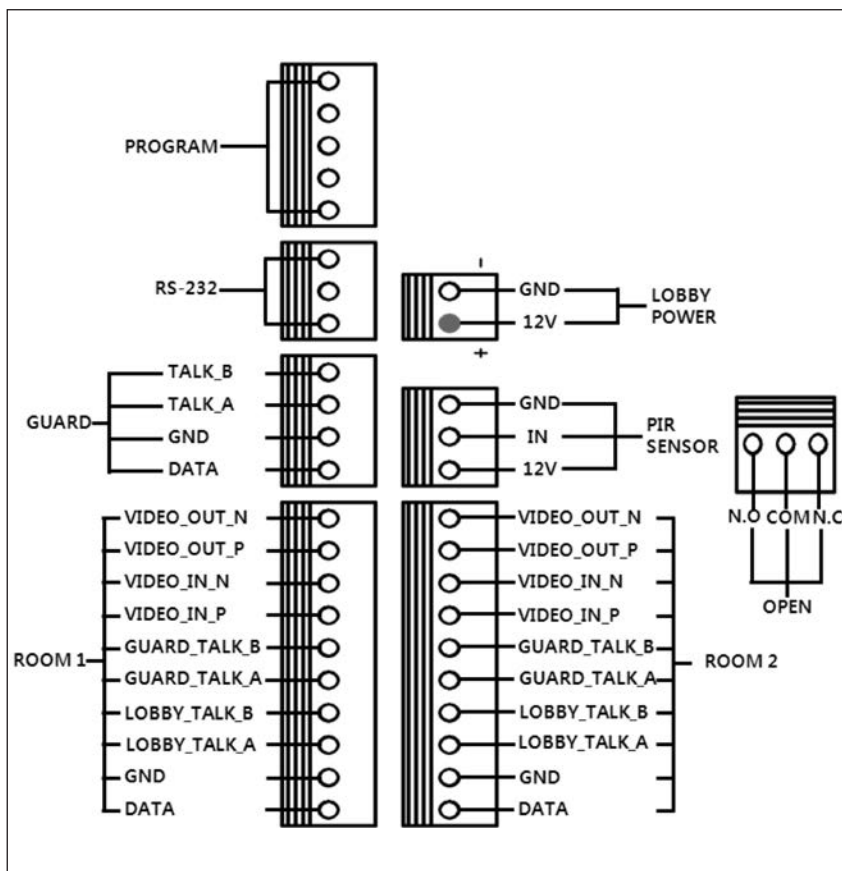 PROGRAM
RS-232
-
GND
12V
+
LOBBY
POWER
GUARD
TALK_B
TALK_A
GND
DATA
GND
IN
12V
PIR
SENSOR
N.O COM N.C
OPEN
ROOM 1
VIDEO_OUT_N
VIDEO_OUT_P
VIDEO_IN_N
VIDEO_IN_P
GUARD_TALK_B
GUARD_TALK_A
LOBBY_TALK_B
LOBBY_TALK_A
GND
DATA
VIDEO_OUT_N
VIDEO_OUT_P
VIDEO_IN_N
VIDEO_IN_P
GUARD_TALK_B
GUARD_TALK_A
LOBBY_TALK_B
LOBBY_TALK_A
GND
DATA
ROOM 2